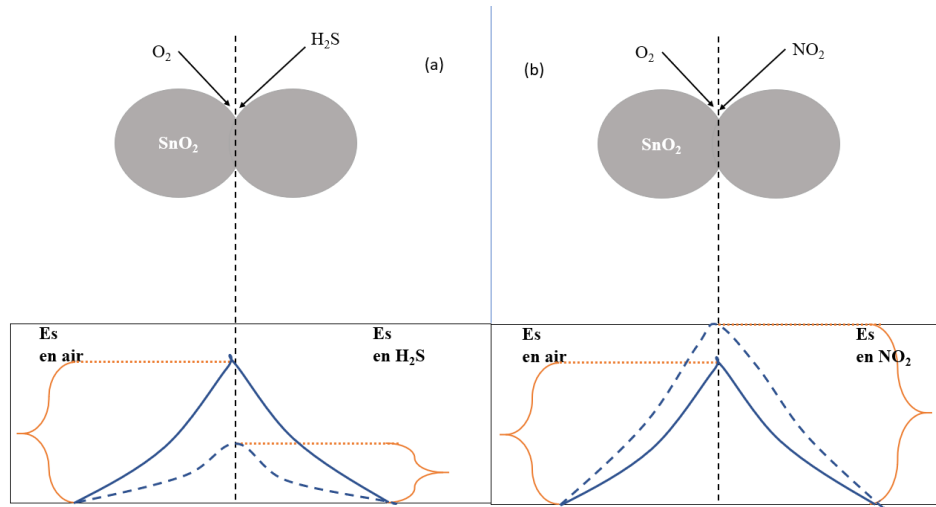 O₂
H₂S
(a)
SnO₂
Es
en air
Es
en H₂S
(b)
O₂
NO₂
SnO₂
Es
en air
Es
en NO₂